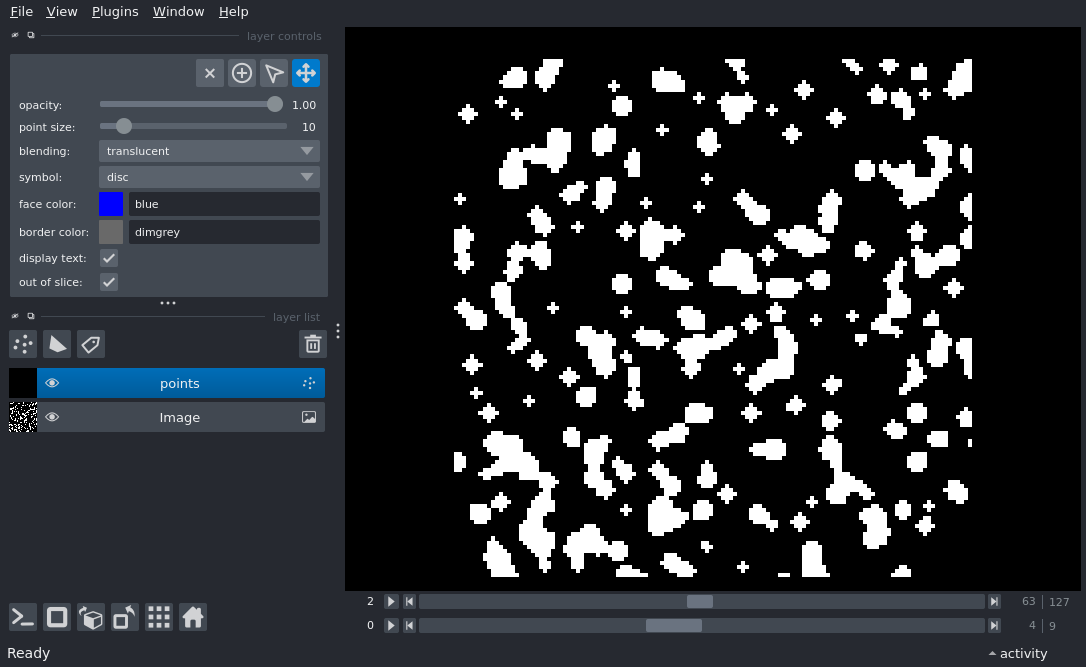 File View Plugins Window Help
layer controls
opacity: 1.00
point size: 10
blending: translucent
symbol: disc
face color: blue
border color: dimgrey
display text:
out of slice:
layer list
points
Image
2 63 127
0 4 9
Ready activity